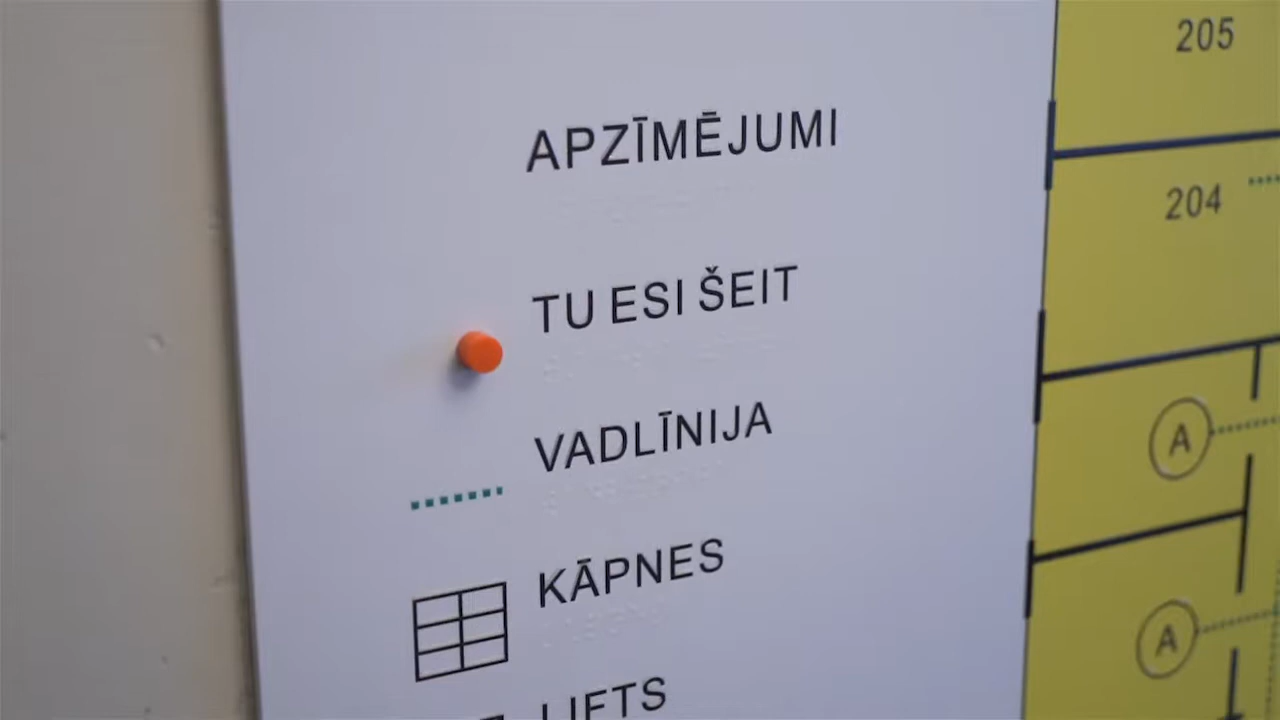 APZĪMĒJUMI
TU ESI ŠEIT
VADLĪNIJA
KĀPNES
LIFTS
205
204
A
A